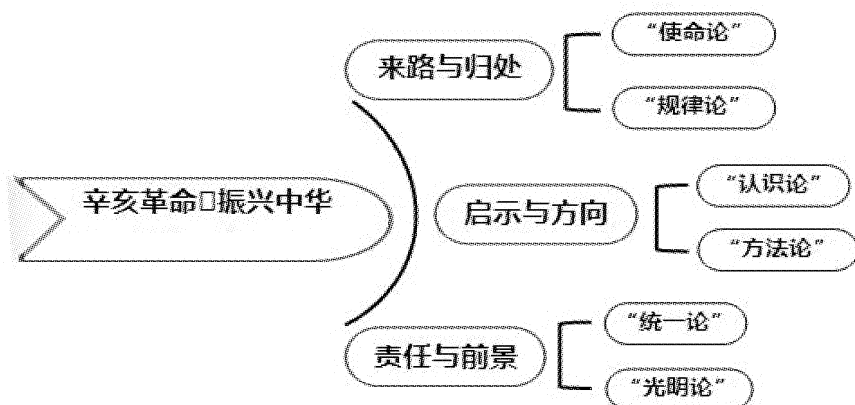 辛亥革命□振兴中华
来路与归处
“使命论”
“规律论”
启示与方向
“认识论”
“方法论”
责任与前景
“统一论”
“光明论”